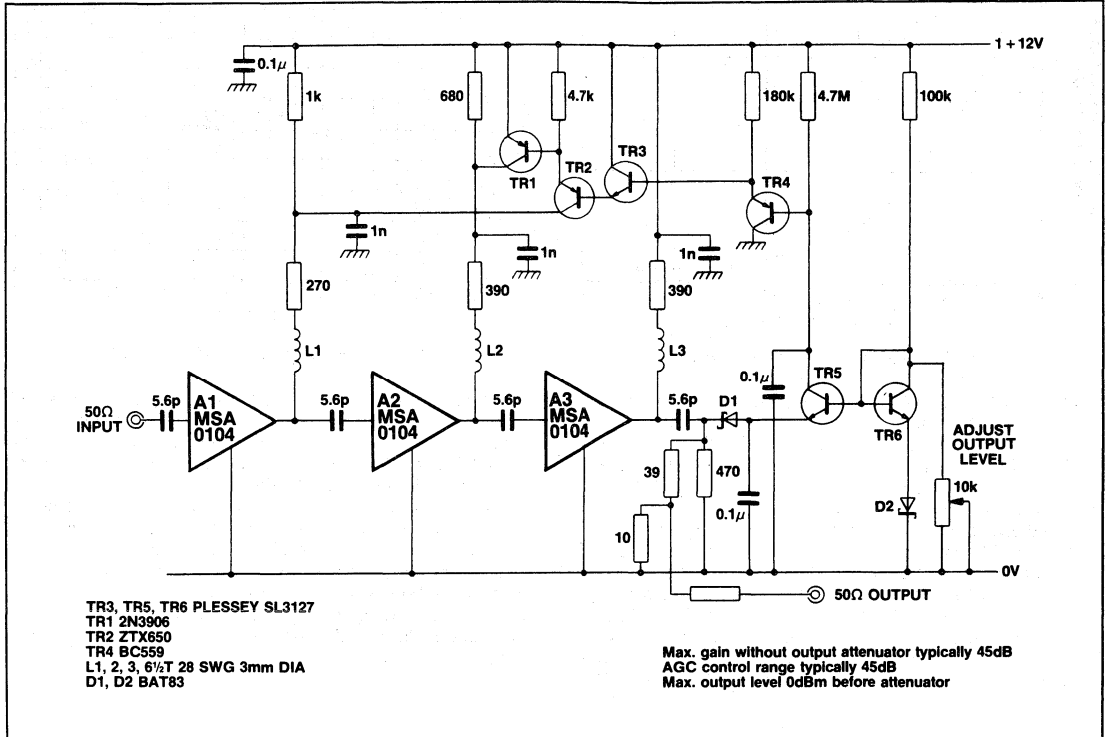 1 + 12V
0.1μ
1k
680
4.7k
180k
4.7M
100k
TR1
TR2
TR3
TR4
1n
1n
1n
270
390
390
L1
L2
L3
5.6p
A1
MSA
0104
5.6p
A2
MSA
0104
5.6p
A3
MSA
0104
5.6p
D1
0.1μ
TR5
TR6
50Ω
INPUT
ADJUST
OUTPUT
LEVEL
10k
39
470
0.1μ
D2
10
0V
50Ω OUTPUT
TR3, TR5, TR6 PLESSEY SL3127
TR1 2N3906
TR2 ZTX650
TR4 BC559
L1, 2, 3, 6½T 28 SWG 3mm DIA
D1, D2 BAT83
Max. gain without output attenuator typically 45dB
AGC control range typically 45dB
Max. output level 0dBm before attenuator